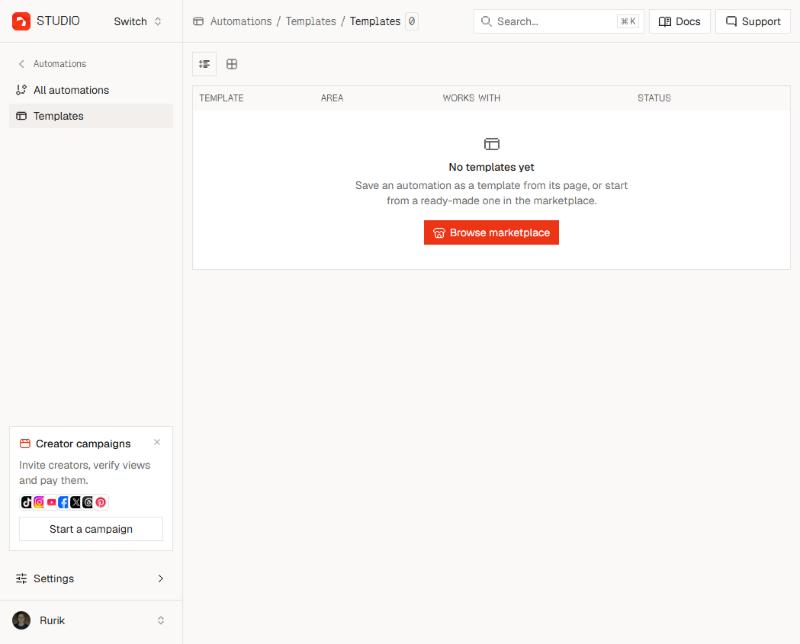 STUDIO
Switch
Automations / Templates / Templates 0
Search...
⌘ K
Docs
Support
Automations
All automations
Templates
TEMPLATE AREA WORKS WITH STATUS
No templates yet
Save an automation as a template from its page, or start
from a ready-made one in the marketplace.
Browse marketplace
Creator campaigns
Invite creators, verify views
and pay them.
Start a campaign
Settings
Rurik